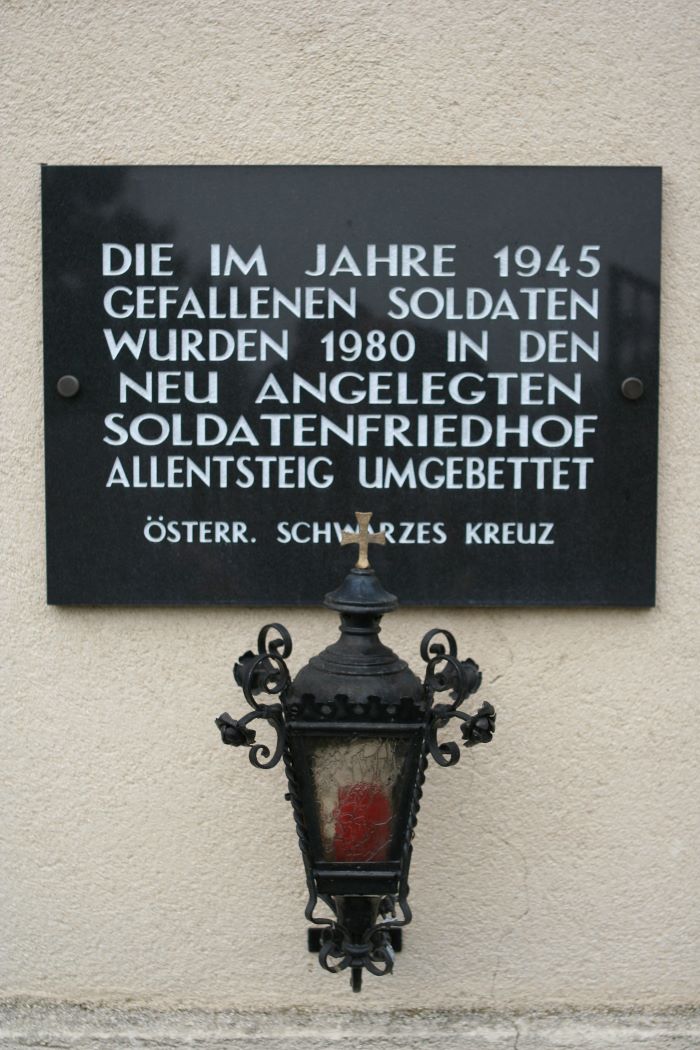 DIE IM JAHRE 1945
GEFALLENEN SOLDATEN
WURDEN 1980 IN DEN
NEU ANGELEGTEN
SOLDATENFRIEDHOF
ALLENTSTEIG UMGEBETTET
ÖSTERR. SCHWARZES KREUZ